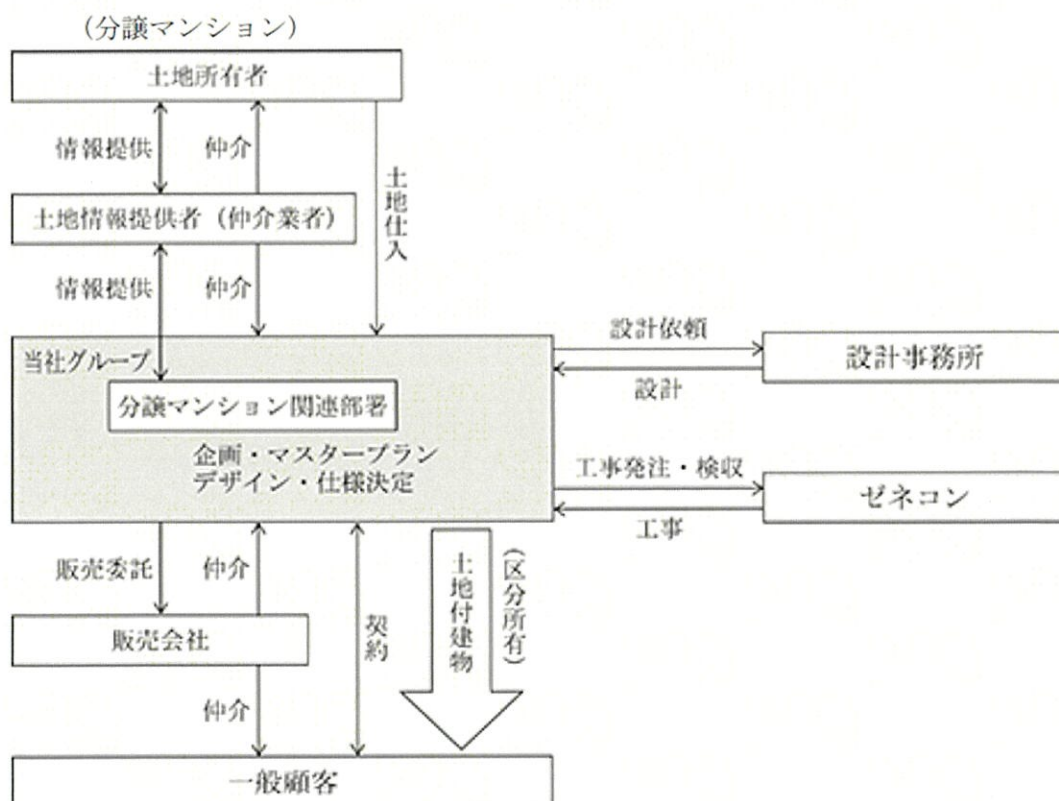 (分譲マンション)
土地所有者
情報提供
仲介
土地仕入
土地情報提供者(仲介業者)
情報提供
仲介
当社グループ
分譲マンション関連部署
企画・マスタープラン
デザイン・仕様決定
設計依頼
設計
設計事務所
工事発注・検収
工事
ゼネコン
販売委託
仲介
契約
土地付建物
(区分所有)
販売会社
仲介
一般顧客